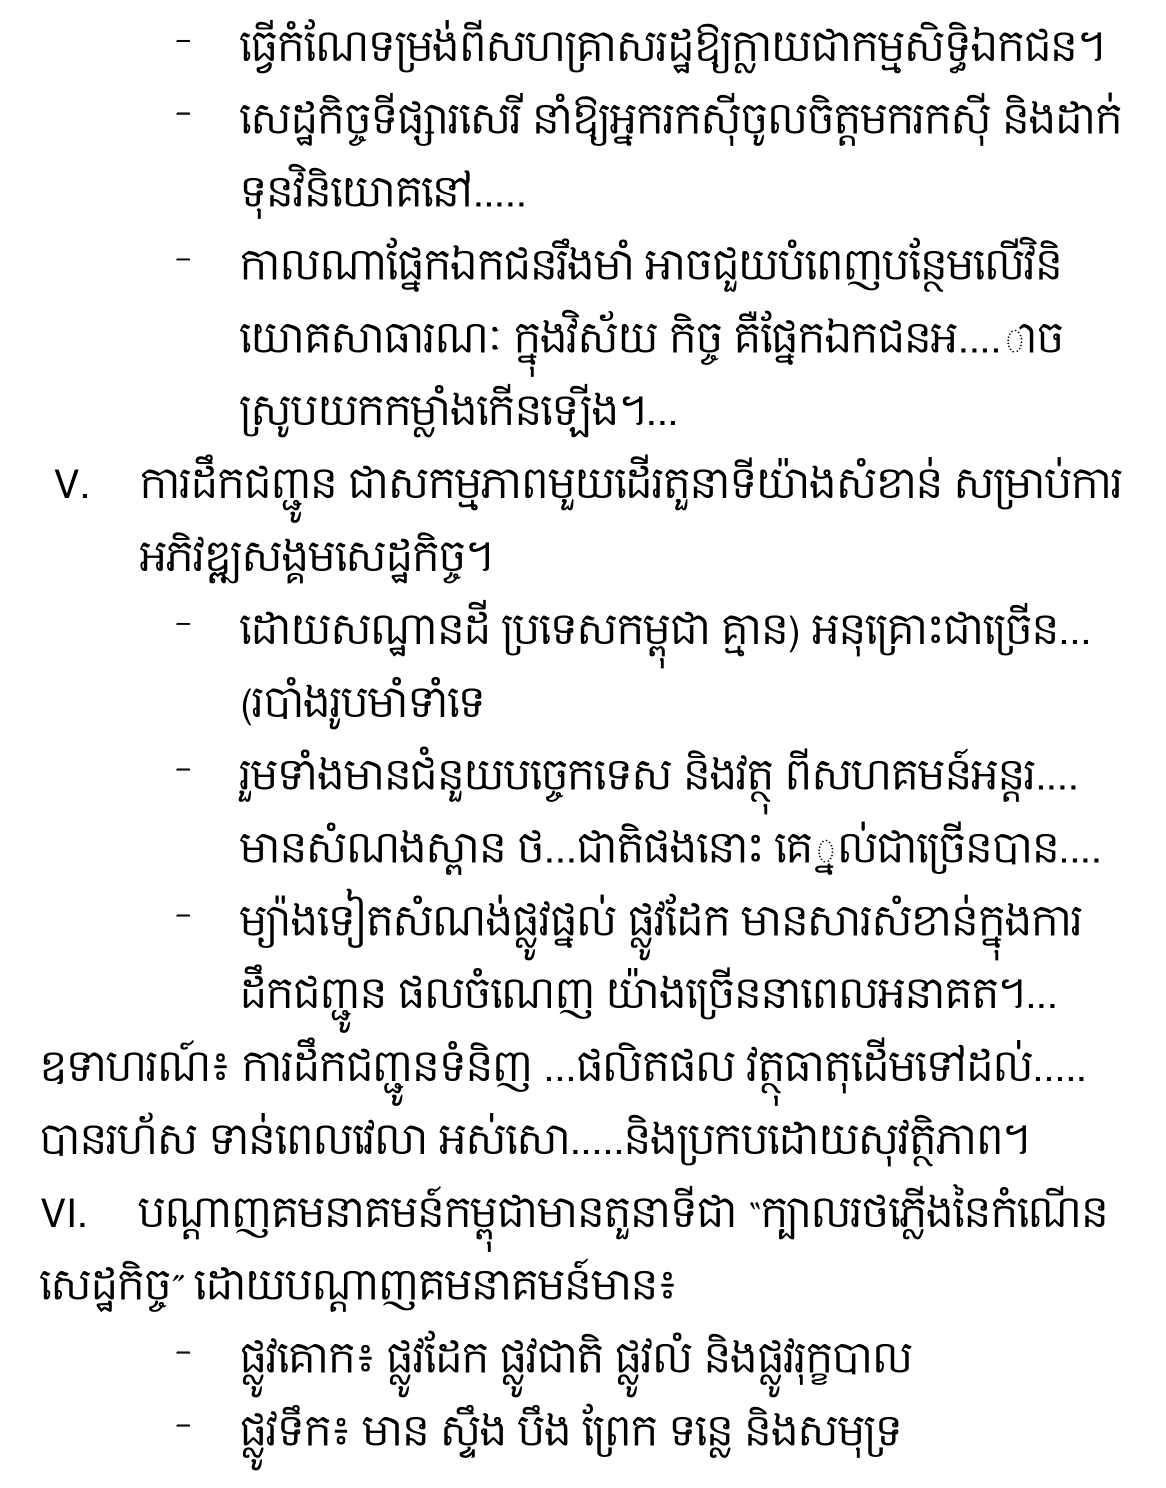 - ធ្វើកំណែទម្រង់ពីសហគ្រាសរដ្ឋឱ្យក្លាយជាកម្មសិទ្ធិឯកជន។
- សេដ្ឋកិច្ចទីផ្សារសេរី នាំឱ្យអ្នករកស៊ីចូលចិត្តមករកស៊ី និងដាក់
ទុនវិនិយោគនៅ.....
- កាលណាផ្នែកឯកជនរឹងមាំ អាចជួយបំពេញបន្ថែមលើវិនិ
យោគសាធារណៈ ក្នុងវិស័យ កិច្ច គឺផ្នែកឯកជនអ....ាច
ស្រូបយកកម្លាំងកើនឡើង។...
V. ការដឹកជញ្ជូន ជាសកម្មភាពមួយដើរតួនាទីយ៉ាងសំខាន់ សម្រាប់ការ
អភិវឌ្ឍសង្គមសេដ្ឋកិច្ច។
- ដោយសណ្ឋានដី ប្រទេសកម្ពុជា គ្មាន) អនុគ្រោះជាច្រើន...
(របាំងរូបមាំទាំទេ
- រួមទាំងមានជំនួយបច្ចេកទេស និងវត្ថុ ពីសហគមន៍អន្តរ....
មានសំណងស្ពាន ថ...ជាតិផងនោះ គេ្នល់ជាច្រើនបាន....
- ម្យ៉ាងទៀតសំណង់ផ្លូវផ្នល់ ផ្លូវដែក មានសារសំខាន់ក្នុងការ
ដឹកជញ្ជូន ផលចំណេញ យ៉ាងច្រើននាពេលអនាគត។...
ឧទាហរណ៍៖ ការដឹកជញ្ជូនទំនិញ ...ផលិតផល វត្ថុធាតុដើមទៅដល់.....
បានរហ័ស ទាន់ពេលវេលា អស់សោ.....និងប្រកបដោយសុវត្ថិភាព។
VI. បណ្តាញគមនាគមន៍កម្ពុជាមានតួនាទីជា “ក្បាលរថភ្លើងនៃកំណើន
សេដ្ឋកិច្ច” ដោយបណ្តាញគមនាគមន៍មាន៖
- ផ្លូវគោក៖ ផ្លូវដែក ផ្លូវជាតិ ផ្លូវលំ និងផ្លូវរុក្ខបាល
- ផ្លូវទឹក៖ មាន ស្ទឹង បឹង ព្រែក ទន្លេ និងសមុទ្រ